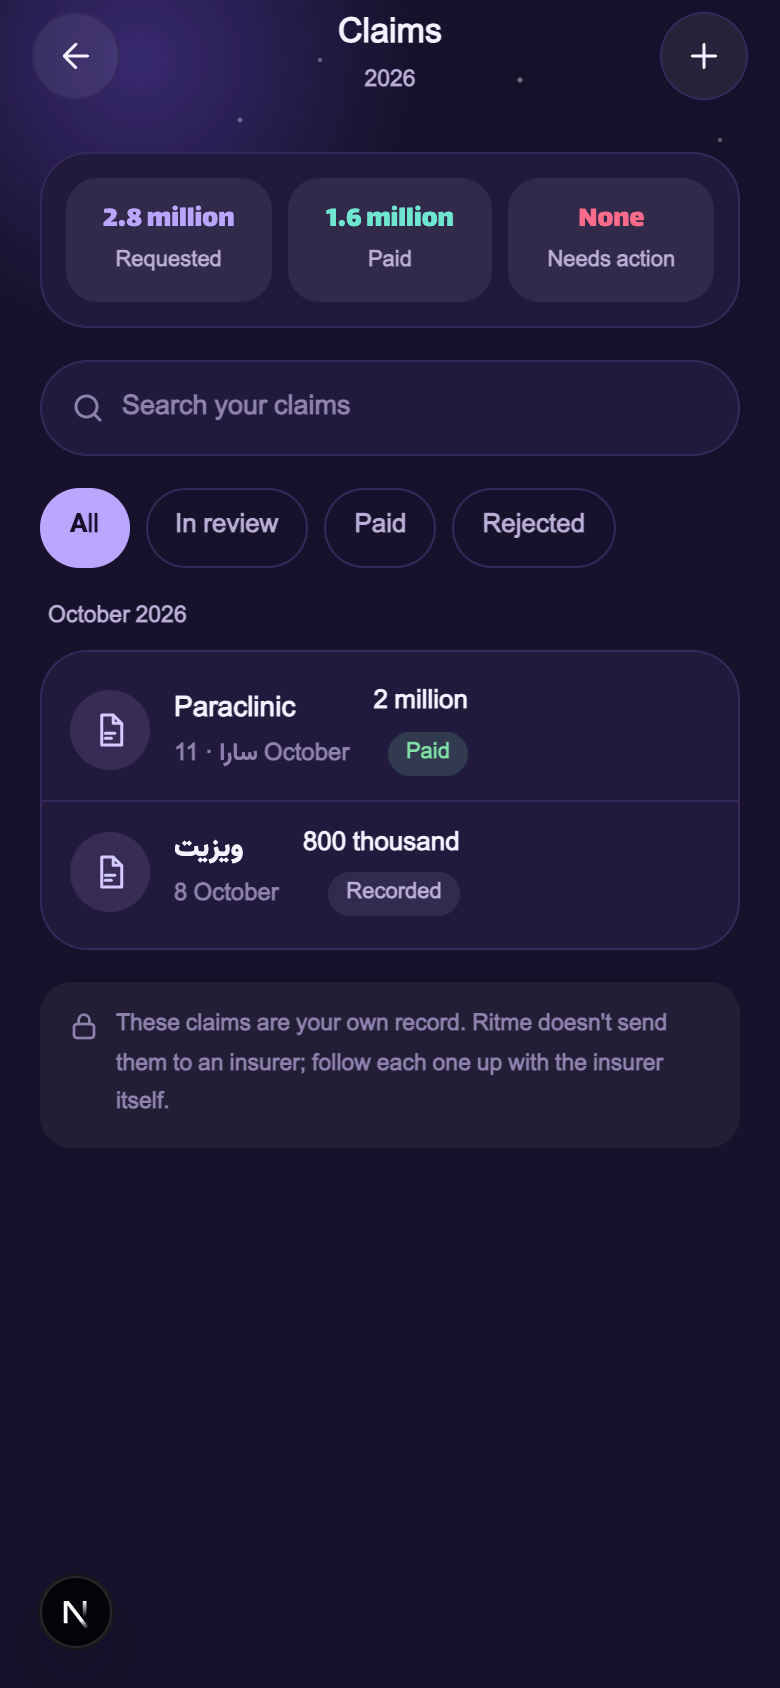 Claims
2026
2.8 million
Requested
1.6 million
Paid
None
Needs action
Search your claims
All
In review
Paid
Rejected
October 2026
Paraclinic
2 million
سارا · 11 October
Paid
ویزیت
800 thousand
8 October
Recorded
These claims are your own record. Ritme doesn't send
them to an insurer; follow each one up with the insurer
itself.
N